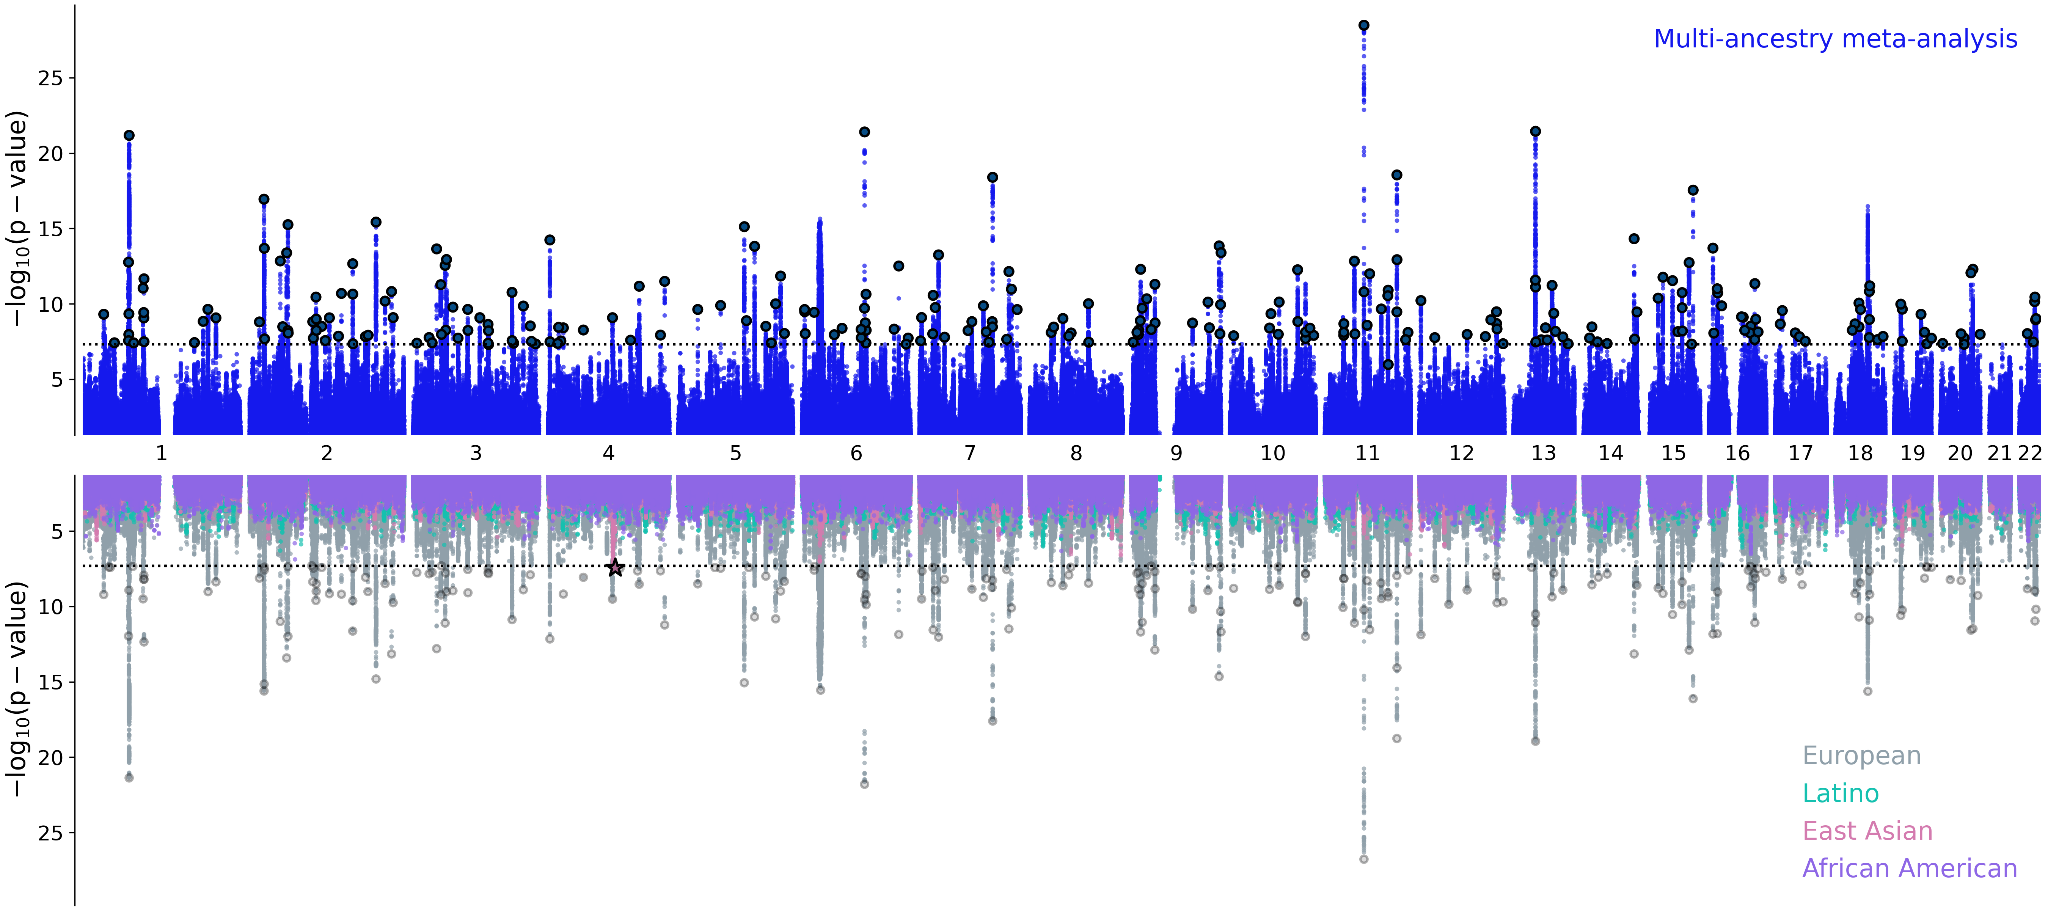 Multi-ancestry meta-analysis
−log₁₀(p − value)
25
20
15
10
5
1 2 3 4 5 6 7 8 9 10 11 12 13 14 15 16 17 18 19 20 21 22
−log₁₀(p − value)
5
10
15
20
25
European
Latino
East Asian
African American